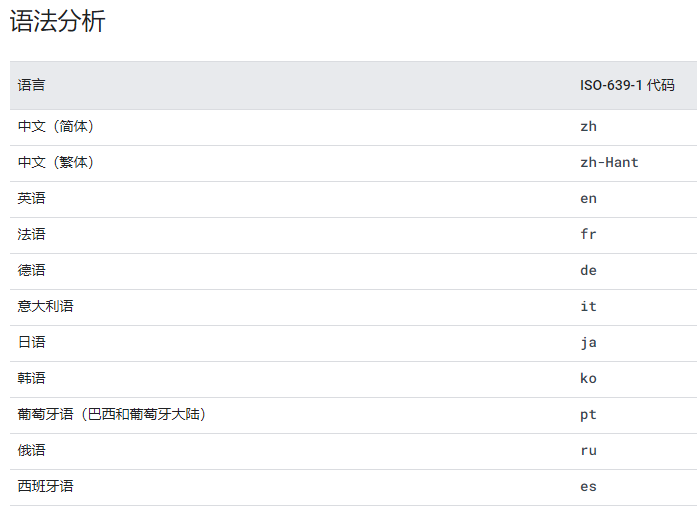 语法分析
语言 ISO-639-1 代码
中文（简体） zh
中文（繁体） zh-Hant
英语 en
法语 fr
德语 de
意大利语 it
日语 ja
韩语 ko
葡萄牙语（巴西和葡萄牙大陆） pt
俄语 ru
西班牙语 es